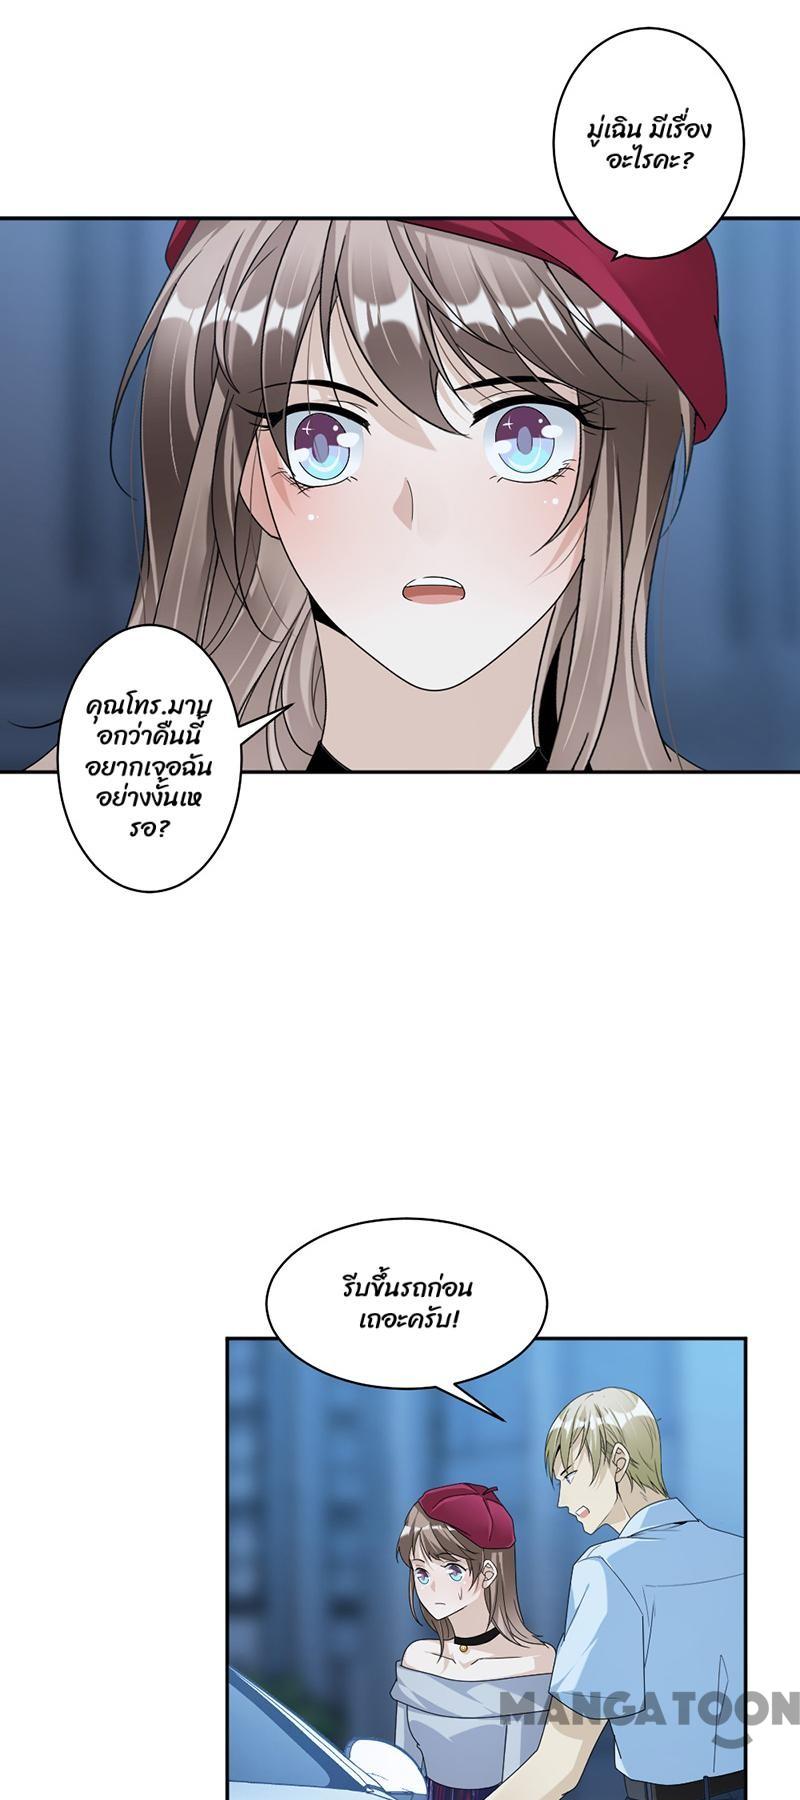 มู่เฉิน มีเรื่อง
อะไรคะ?
คุณโทร.มาบ
อกว่าคืนนี้
อยากเจอฉัน
อย่างงั้นเห
รอ?
รีบขึ้นรถก่อน
เถอะครับ!
MANGATOON